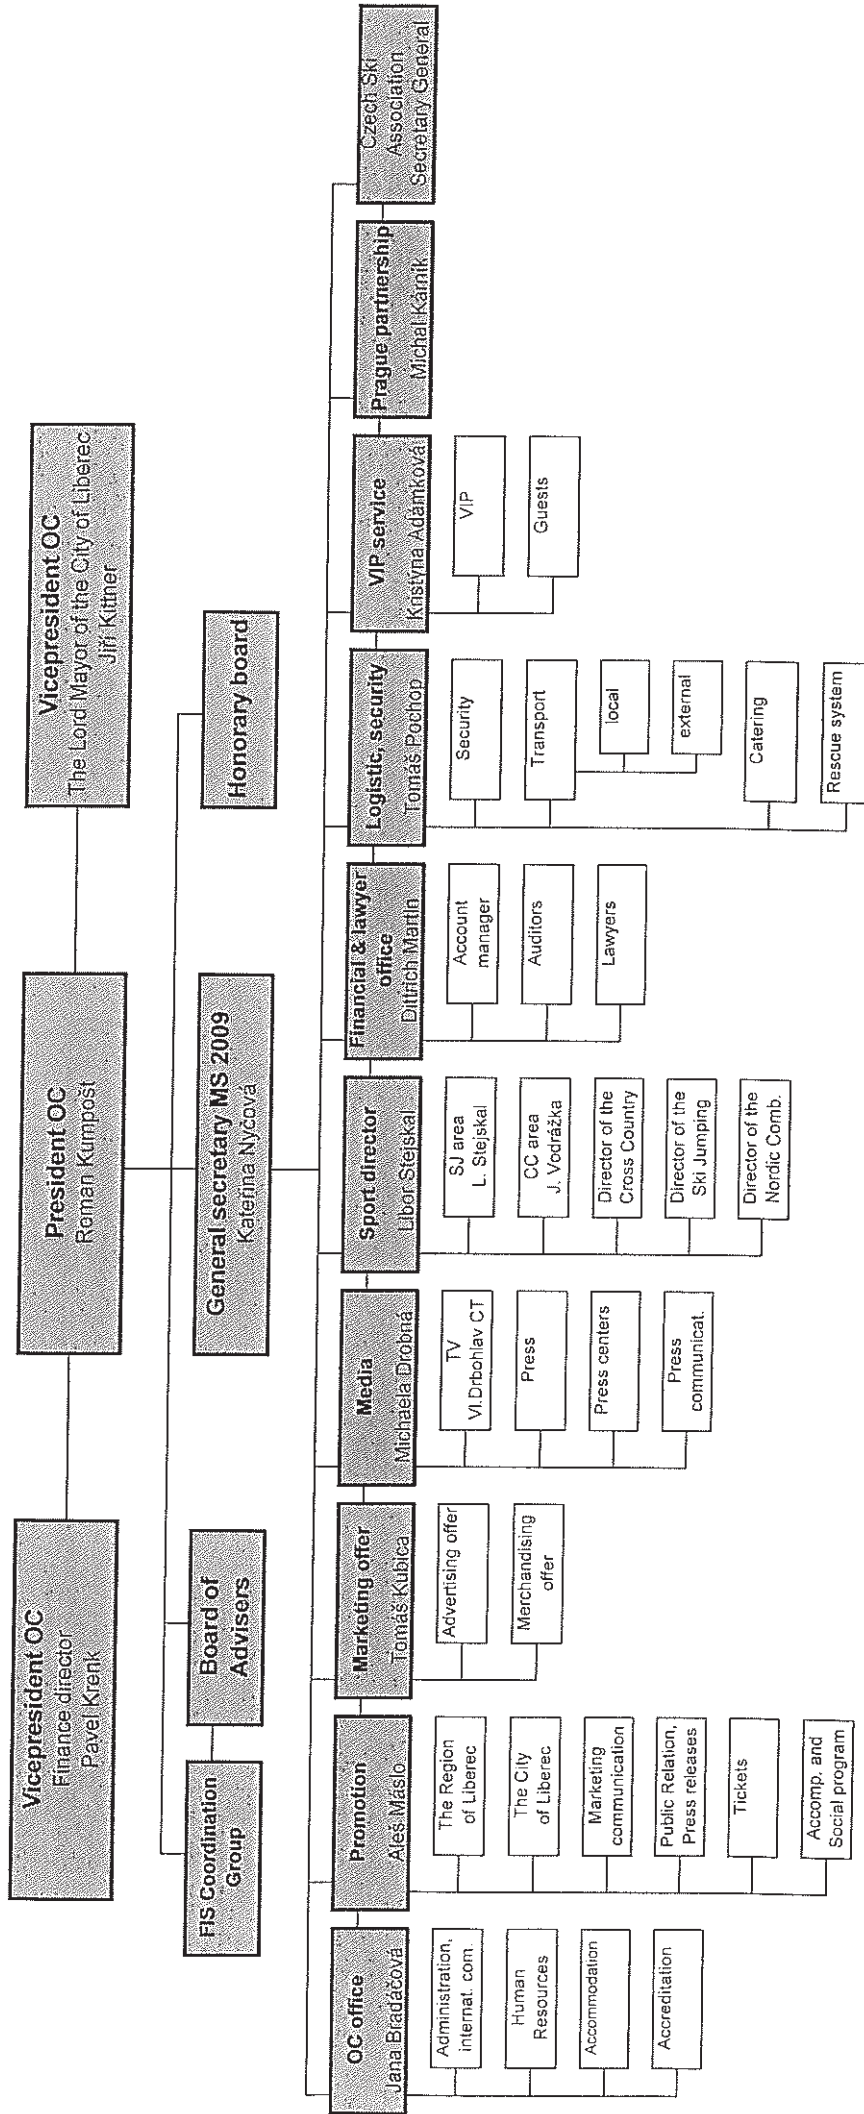 Vicepresident OC
Finance director
Pavel Krenk
President OC
Roman Kumpošt
Vicepresident OC
The Lord Mayor of the City of Liberec
Jiří Kittner
FIS Coordination
Group
Board of
Advisers
General secretary MS 2009
Kateřina Nyčová
Honorary board
OC office
Jana Bradáčová
Administration,
internat. com.
Human
Resources
Accommodation
Accreditation
Promotion
Aleš Máslo
The Region
of Liberec
The City
of Liberec
Marketing
communication
Public Relation,
Press releases
Tickets
Accomp. and
Social program
Marketing offer
Tomáš Kubica
Advertising offer
Merchandising
offer
Media
Michaela Drobná
TV
Vl.Drbohlav CT
Press
Press centers
Press
communicat.
Sport director
Libor Stejskal
SJ area
L. Stejskal
CC area
J. Vodrážka
Director of the
Cross Country
Director of the
Ski Jumping
Director of the
Nordic Comb.
Financial & lawyer
office
Dittrich Martin
Account
manager
Auditors
Lawyers
Logistic, security
Tomáš Pochop
Security
Transport
local
external
Catering
Rescue system
VIP service
Kristyna Adámková
VIP
Guests
Prague partnership
Michal Kárník
Czech Ski
Association
Secretary General